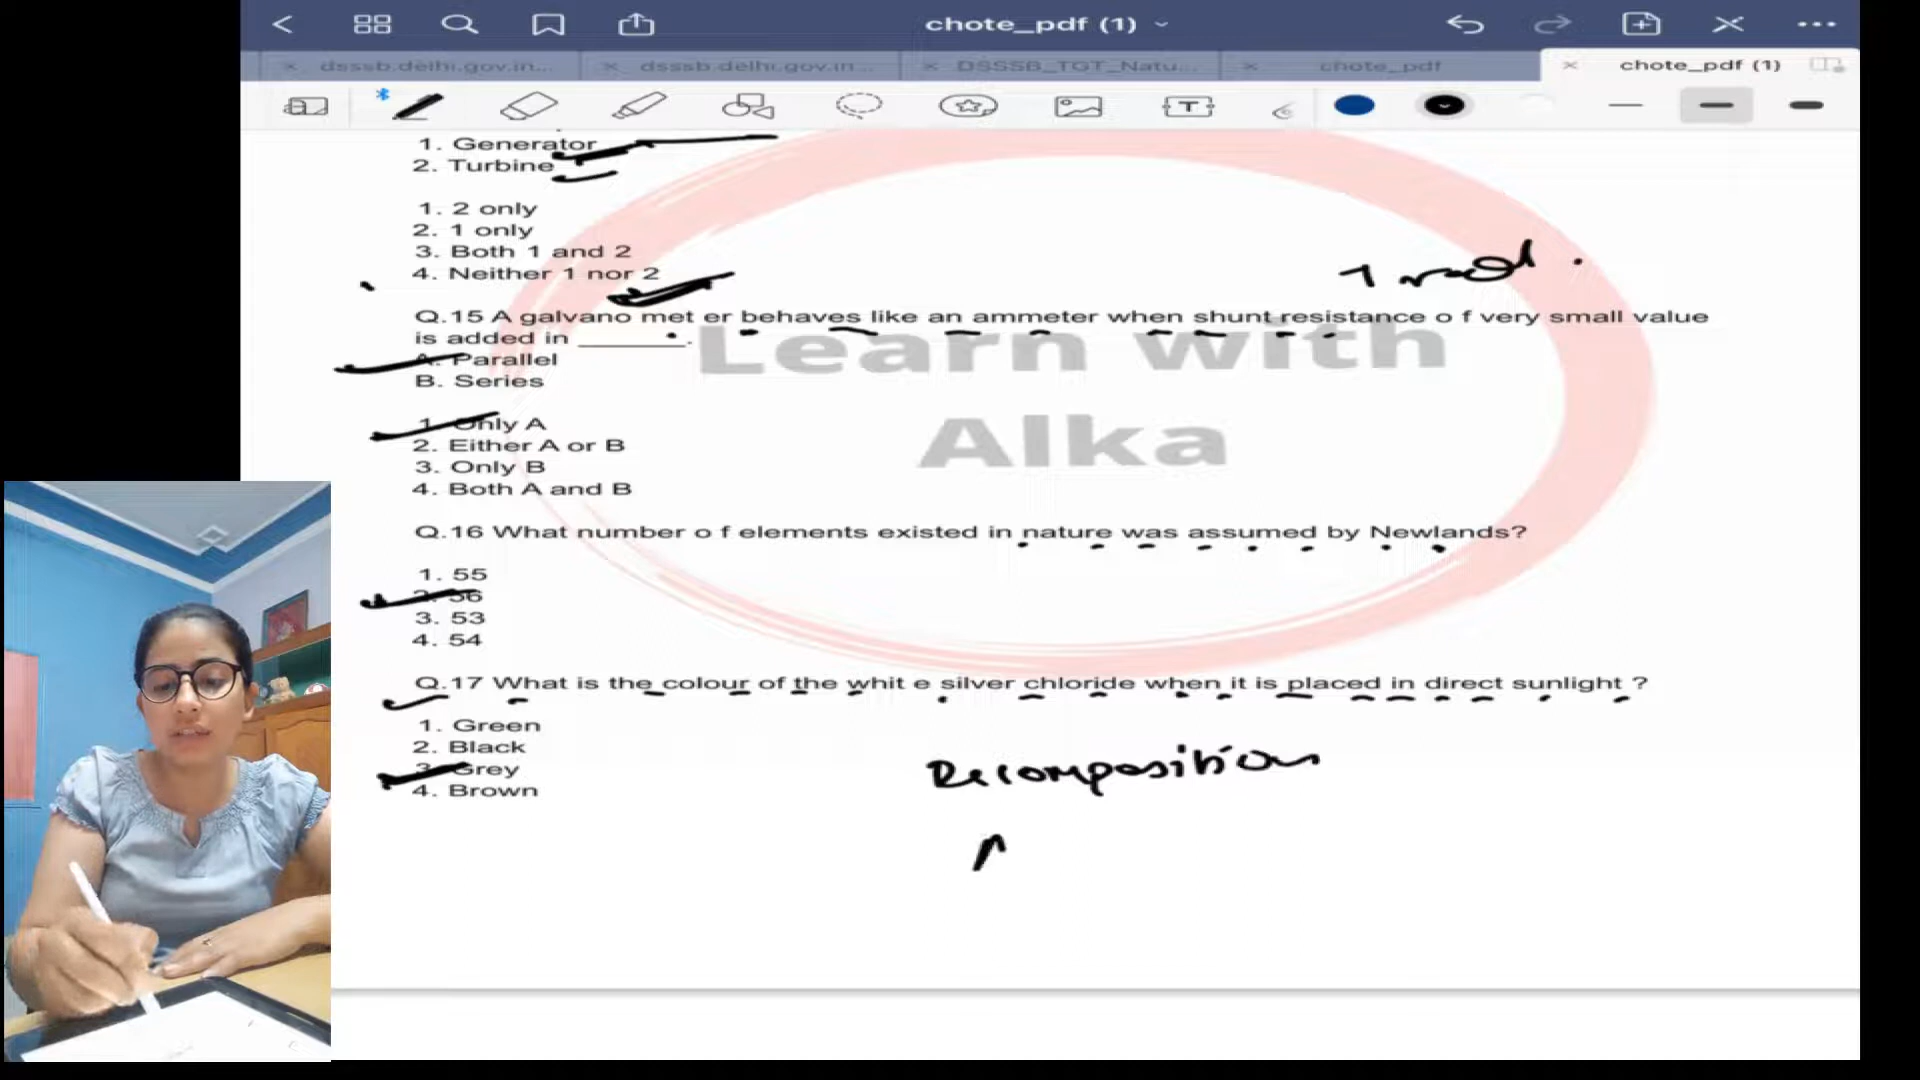 chote_pdf (1)
dsssb.delhi.gov.in...
dsssb.delhi.gov.in...
DSSSB_TGT_Natu...
chote_pdf
chote_pdf (1)
1. Generator
2. Turbine
1. 2 only
2. 1 only
3. Both 1 and 2
4. Neither 1 nor 2
Q.15 A galvano met er behaves like an ammeter when shunt resistance o f very small value
is added in ________.
A. Parallel
B. Series
1. Only A
2. Either A or B
3. Only B
4. Both A and B
Learn with
Alka
Q.16 What number o f elements existed in nature was assumed by Newlands?
1. 55
2. 56
3. 53
4. 54
Q.17 What is the colour of the whit e silver chloride when it is placed in direct sunlight ?
1. Green
2. Black
3. Grey
4. Brown
Decomposition